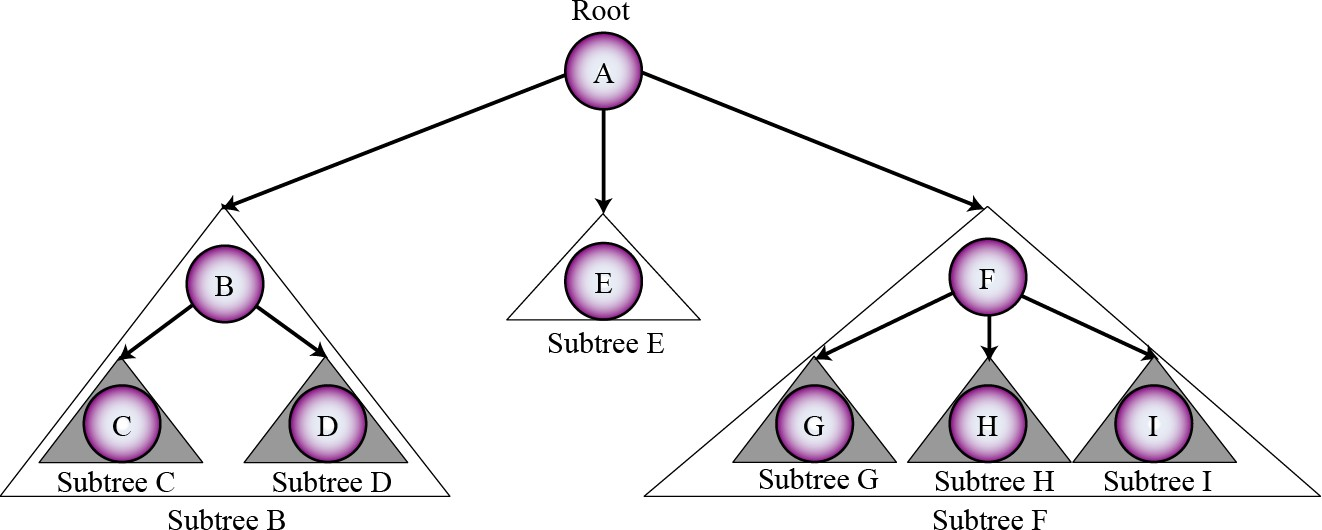 Root
A
B
E
F
Subtree E
C
D
G
H
I
Subtree C
Subtree D
Subtree G
Subtree H
Subtree I
Subtree B
Subtree F